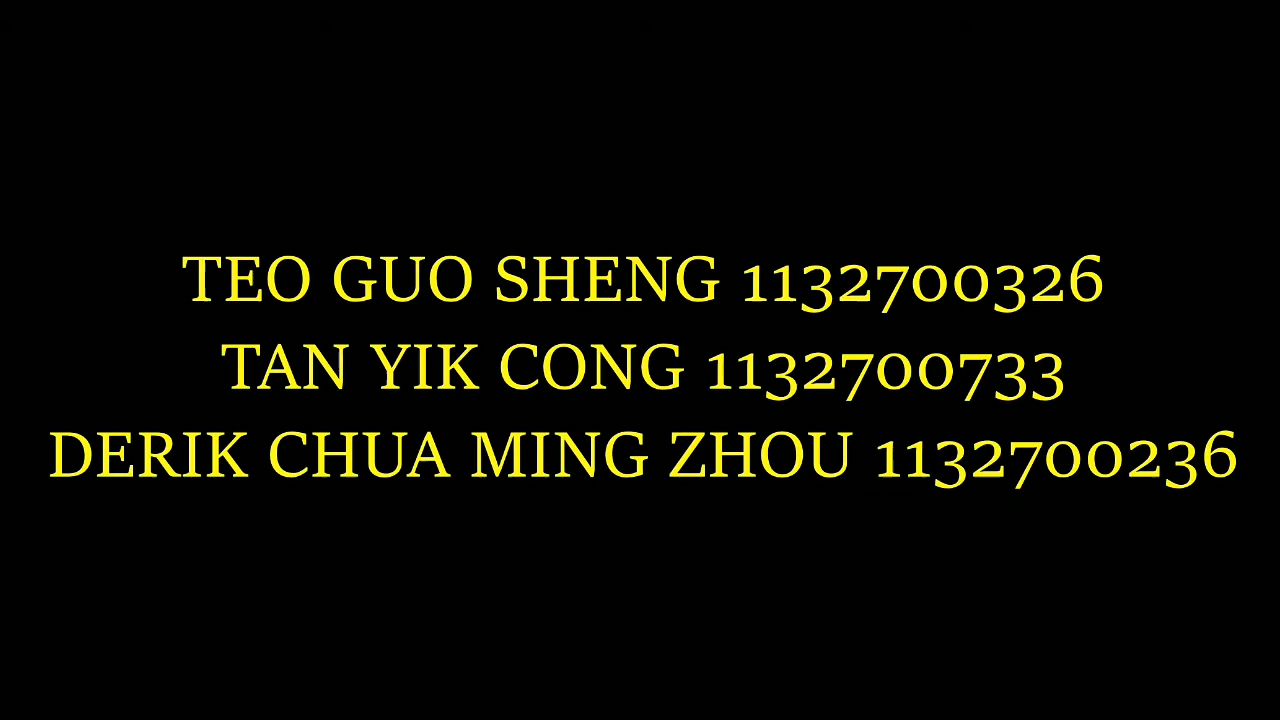 TEO GUO SHENG 1132700326
TAN YIK CONG 1132700733
DERIK CHUA MING ZHOU 1132700236